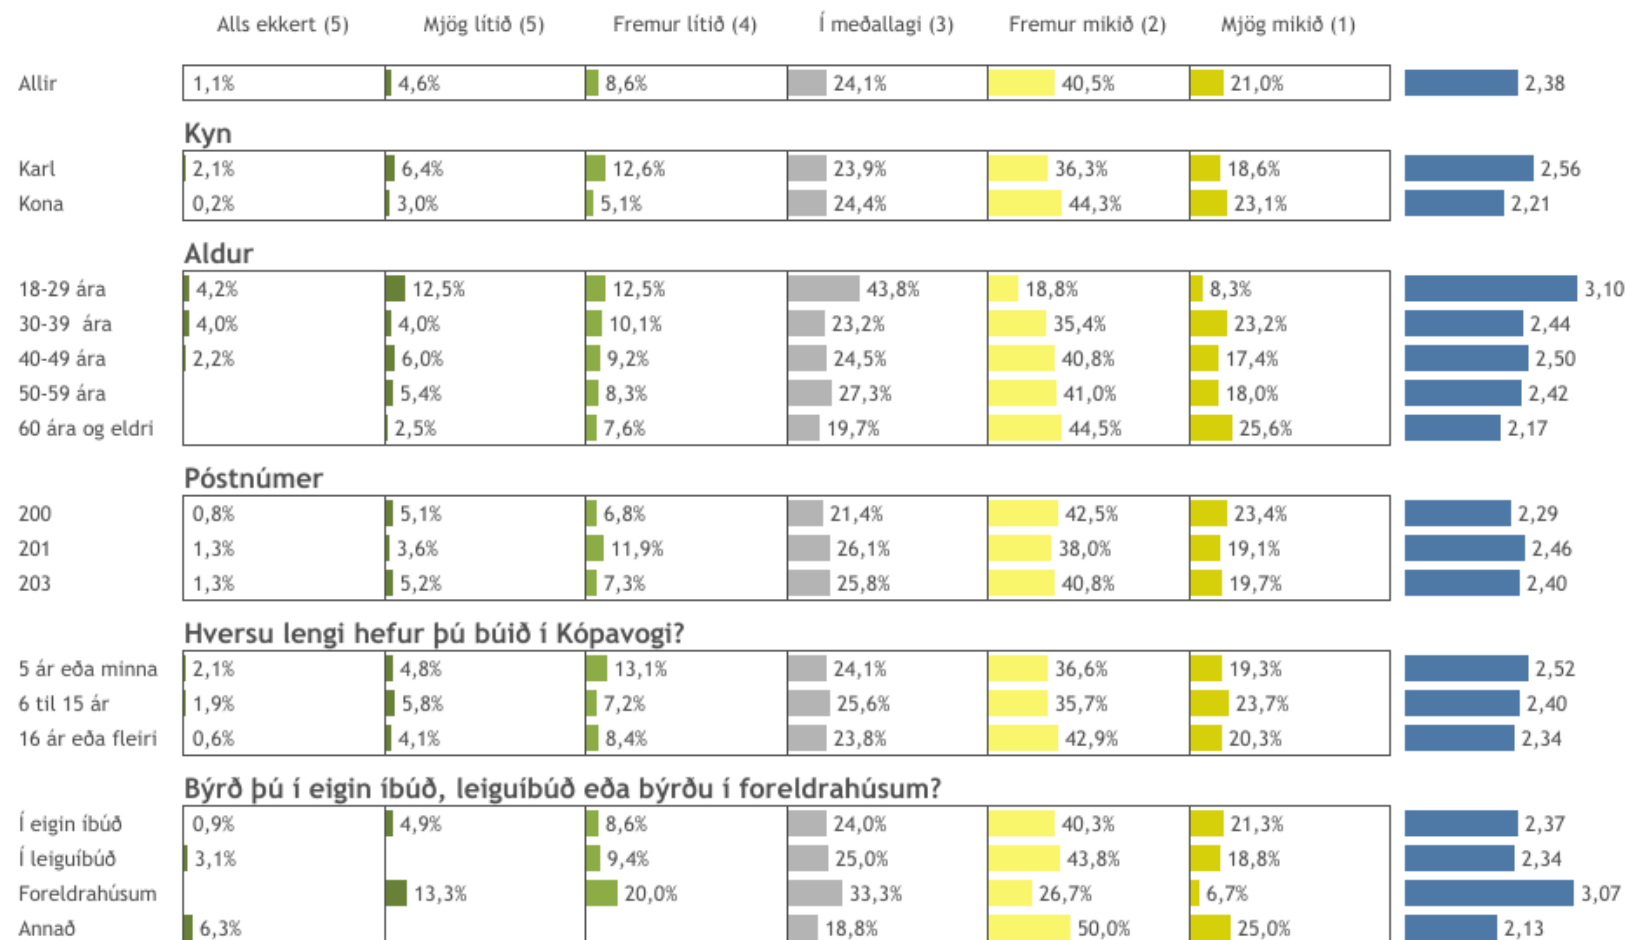 Alls ekkert (5) Mjög lítið (5) Fremur lítið (4) Í meðallagi (3) Fremur mikið (2) Mjög mikið (1)
Allir 1,1% 4,6% 8,6% 24,1% 40,5% 21,0% 2,38
Kyn
Karl 2,1% 6,4% 12,6% 23,9% 36,3% 18,6% 2,56
Kona 0,2% 3,0% 5,1% 24,4% 44,3% 23,1% 2,21
Aldur
18-29 ára 4,2% 12,5% 12,5% 43,8% 18,8% 8,3% 3,10
30-39 ára 4,0% 4,0% 10,1% 23,2% 35,4% 23,2% 2,44
40-49 ára 2,2% 6,0% 9,2% 24,5% 40,8% 17,4% 2,50
50-59 ára 5,4% 8,3% 27,3% 41,0% 18,0% 2,42
60 ára og eldri 2,5% 7,6% 19,7% 44,5% 25,6% 2,17
Póstnúmer
200 0,8% 5,1% 6,8% 21,4% 42,5% 23,4% 2,29
201 1,3% 3,6% 11,9% 26,1% 38,0% 19,1% 2,46
203 1,3% 5,2% 7,3% 25,8% 40,8% 19,7% 2,40
Hversu lengi hefur þú búið í Kópavogi?
5 ár eða minna 2,1% 4,8% 13,1% 24,1% 36,6% 19,3% 2,52
6 til 15 ár 1,9% 5,8% 7,2% 25,6% 35,7% 23,7% 2,40
16 ár eða fleiri 0,6% 4,1% 8,4% 23,8% 42,9% 20,3% 2,34
Býrð þú í eigin íbúð, leiguíbúð eða býrðu í foreldrahúsum?
Í eigin íbúð 0,9% 4,9% 8,6% 24,0% 40,3% 21,3% 2,37
Í leiguíbúð 3,1% 9,4% 25,0% 43,8% 18,8% 2,34
Foreldrahúsum 13,3% 20,0% 33,3% 26,7% 6,7% 3,07
Annað 6,3% 18,8% 50,0% 25,0% 2,13